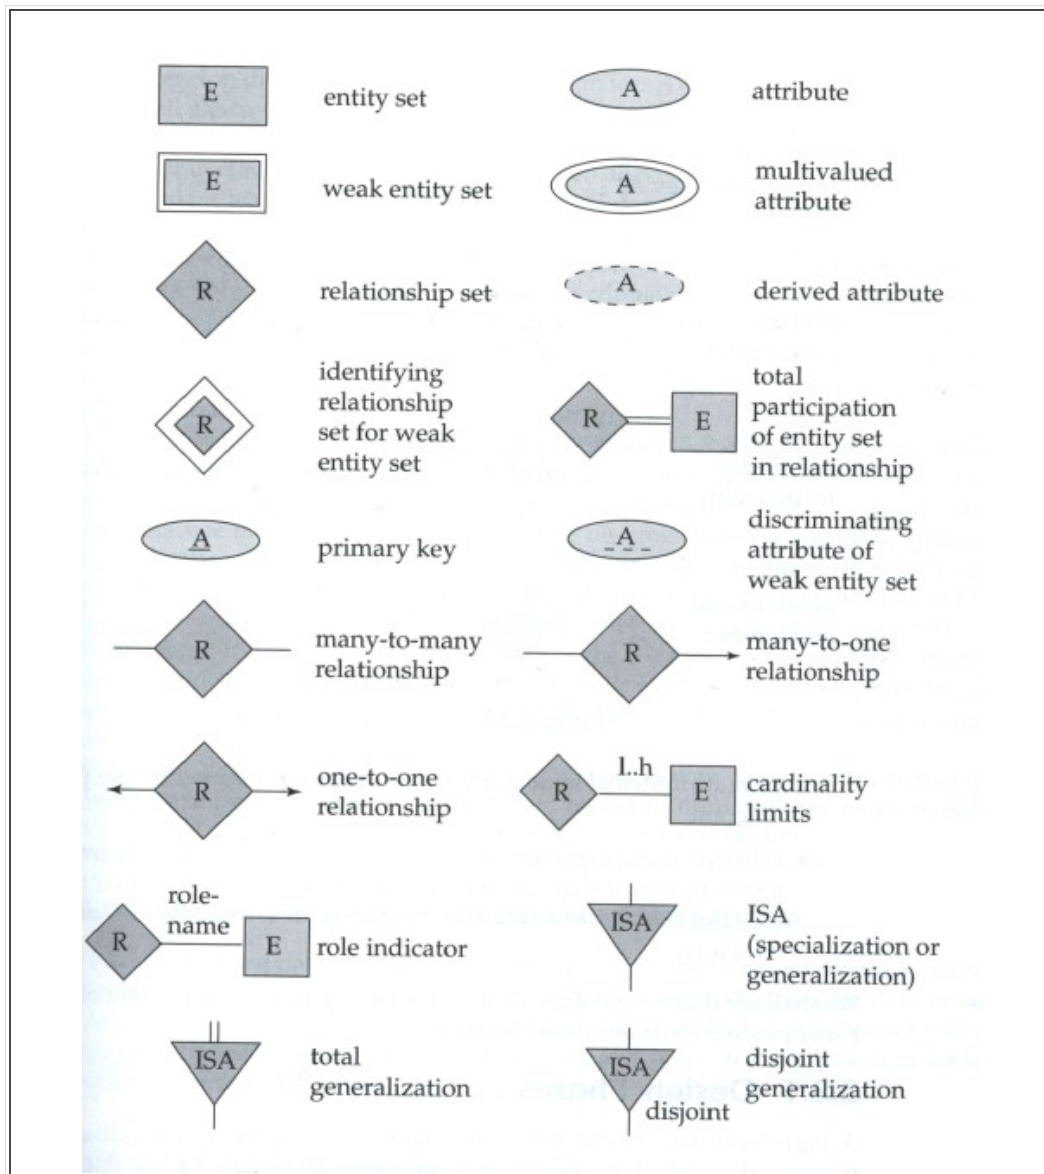 E
entity set
A
attribute
E
weak entity set
A
multivalued
attribute
R
relationship set
A
derived attribute
R
identifying
relationship
set for weak
entity set
R
E
total
participation
of entity set
in relationship
A
primary key
A
discriminating
attribute of
weak entity set
R
many-to-many
relationship
R
many-to-one
relationship
R
one-to-one
relationship
R
l..h
E
cardinality
limits
R
role-
name
E
role indicator
ISA
ISA
(specialization or
generalization)
ISA
total
generalization
ISA
disjoint
disjoint
generalization